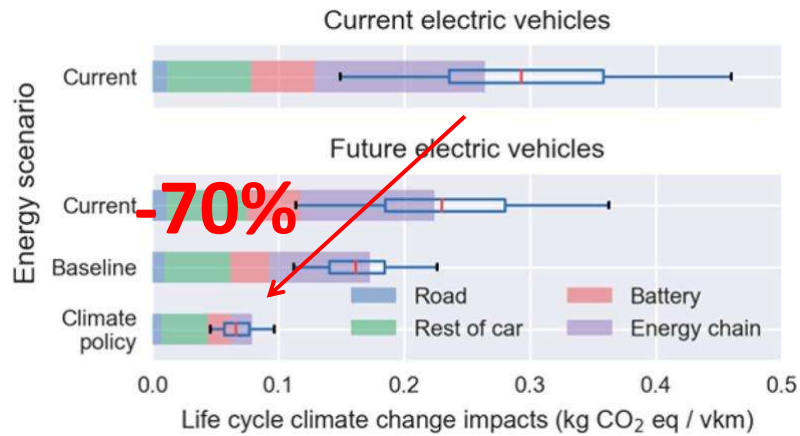 Current electric vehicles
Energy scenario
Current
Future electric vehicles
Current
-70%
Baseline
Climate
policy
Road
Battery
Rest of car
Energy chain
0.0 0.1 0.2 0.3 0.4 0.5
Life cycle climate change impacts (kg CO₂ eq / vkm)